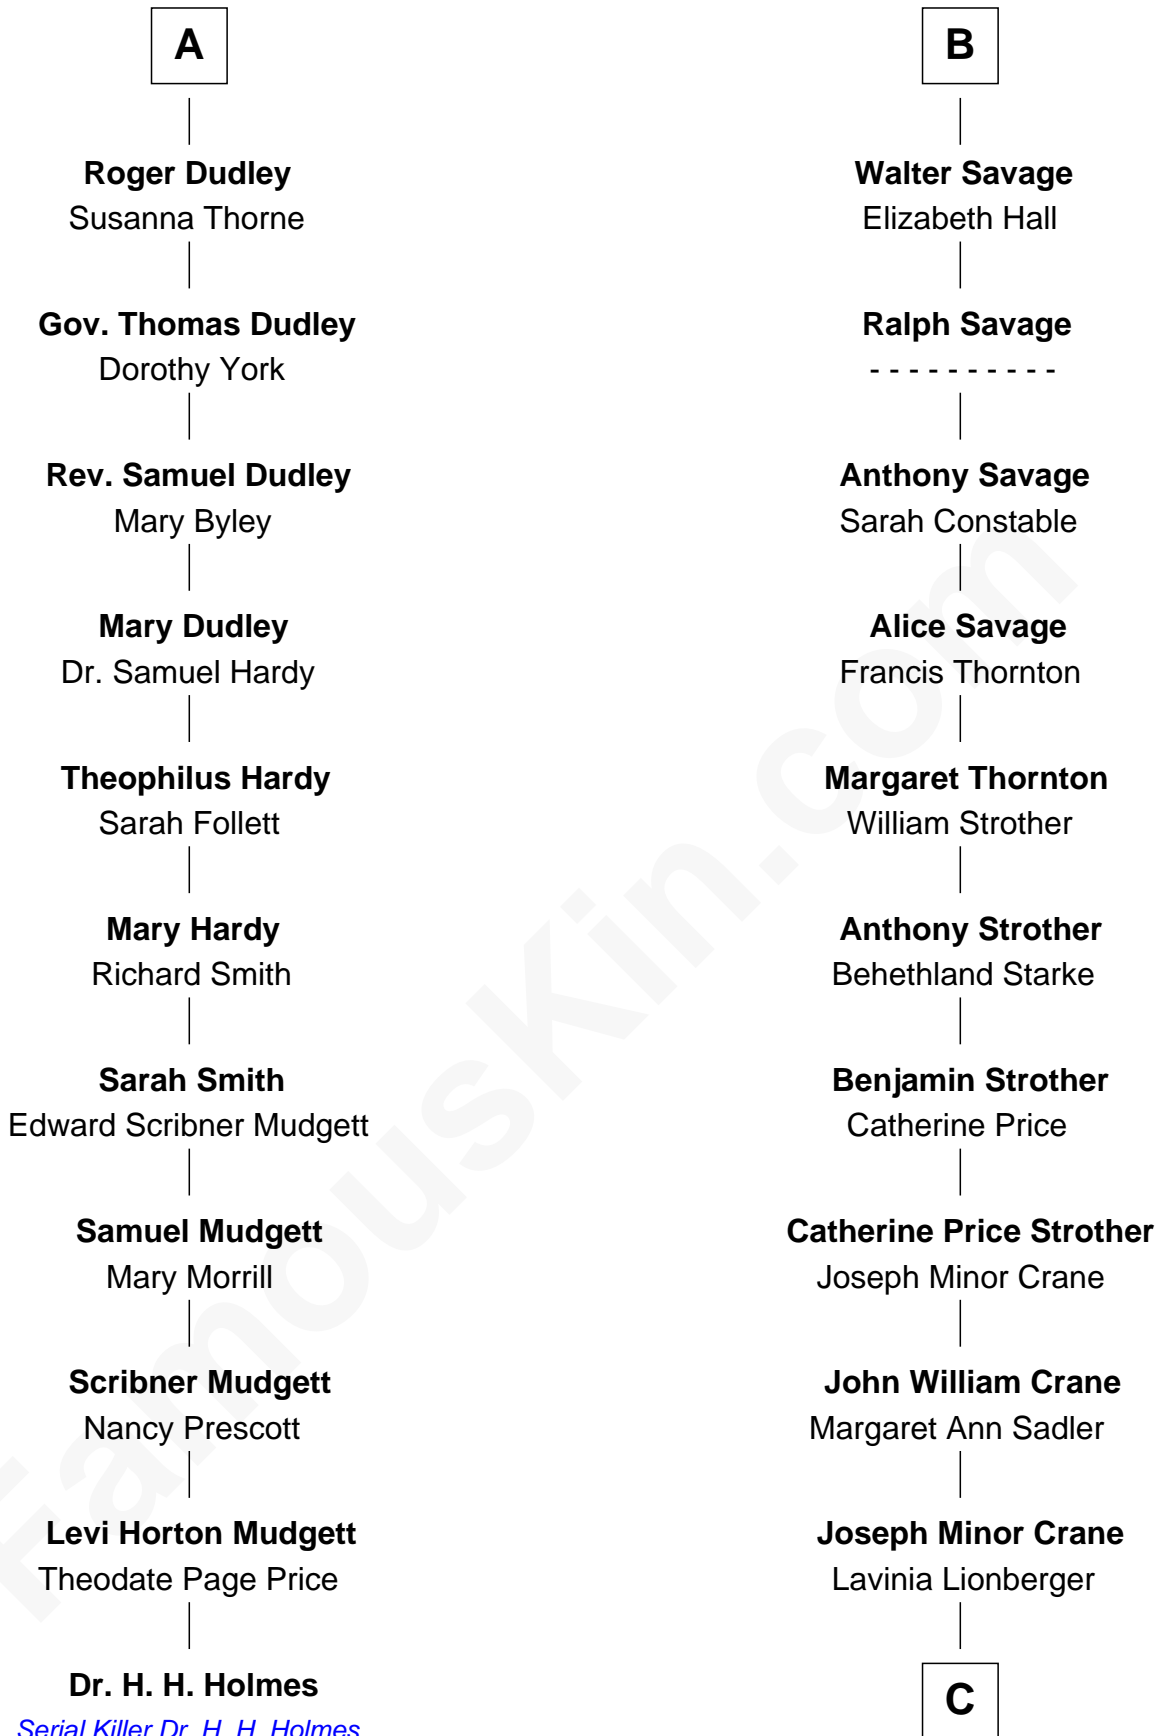 A
Roger Dudley
Susanna Thorne
Gov. Thomas Dudley
Dorothy York
Rev. Samuel Dudley
Mary Byley
Mary Dudley
Dr. Samuel Hardy
Theophilus Hardy
Sarah Follett
Mary Hardy
Richard Smith
Sarah Smith
Edward Scribner Mudgett
Samuel Mudgett
Mary Morrill
Scribner Mudgett
Nancy Prescott
Levi Horton Mudgett
Theodate Page Price
Dr. H. H. Holmes
Serial Killer Dr. H. H. Holmes
B
Walter Savage
Elizabeth Hall
Ralph Savage
- - - - - - - - - -
Anthony Savage
Sarah Constable
Alice Savage
Francis Thornton
Margaret Thornton
William Strother
Anthony Strother
Behethland Starke
Benjamin Strother
Catherine Price
Catherine Price Strother
Joseph Minor Crane
John William Crane
Margaret Ann Sadler
Joseph Minor Crane
Lavinia Lionberger
C
FamousKin.com